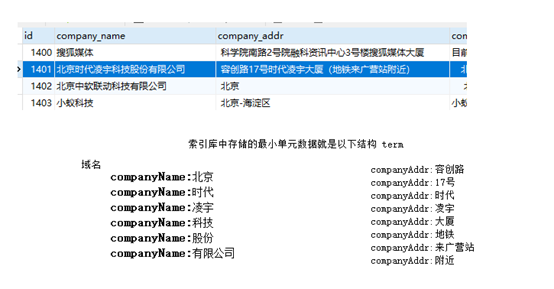 id company_name company_addr
1400 搜狐媒体 科学院南路2号院融科资讯中心3号楼搜狐媒体大厦 目前
1401 北京时代凌宇科技股份有限公司 容创路17号时代凌宇大厦（地铁来广营站附近） 北
1402 北京中软联动科技有限公司 北京
1403 小蚁科技 北京-海淀区 小蚁
索引库中存储的最小单元数据就是以下结构 term
域名
companyName:北京
companyName:时代
companyName:凌宇
companyName:科技
companyName:股份
companyName:有限公司
companyAddr:容创路
companyAddr:17号
companyAddr:时代
companyAddr:凌宇
companyAddr:大厦
companyAddr:地铁
companyAddr:来广营站
companyAddr:附近